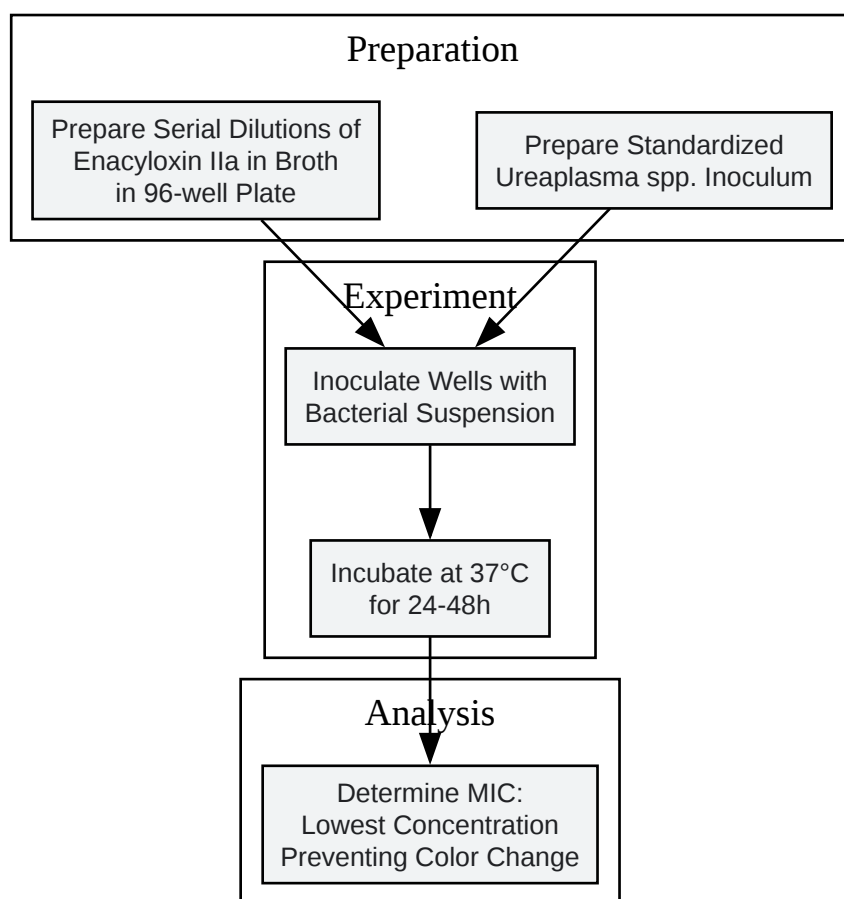 Preparation
Prepare Serial Dilutions of
Enacyloxin IIa in Broth
in 96-well Plate
Prepare Standardized
Ureaplasma spp. Inoculum
Experiment
Inoculate Wells with
Bacterial Suspension
Incubate at 37°C
for 24-48h
Analysis
Determine MIC:
Lowest Concentration
Preventing Color Change